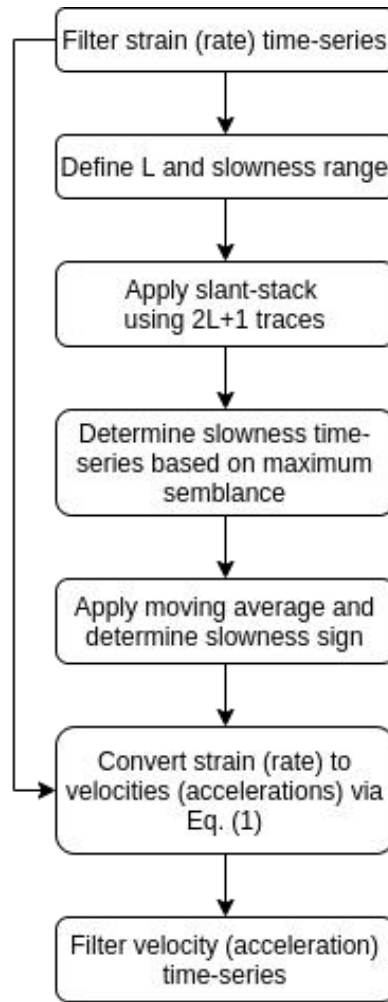 Filter strain (rate) time-series
Define L and slowness range
Apply slant-stack
using 2L+1 traces
Determine slowness time-
series based on maximum
semblance
Apply moving average and
determine slowness sign
Convert strain (rate) to
velocities (accelerations) via
Eq. (1)
Filter velocity (acceleration)
time-series